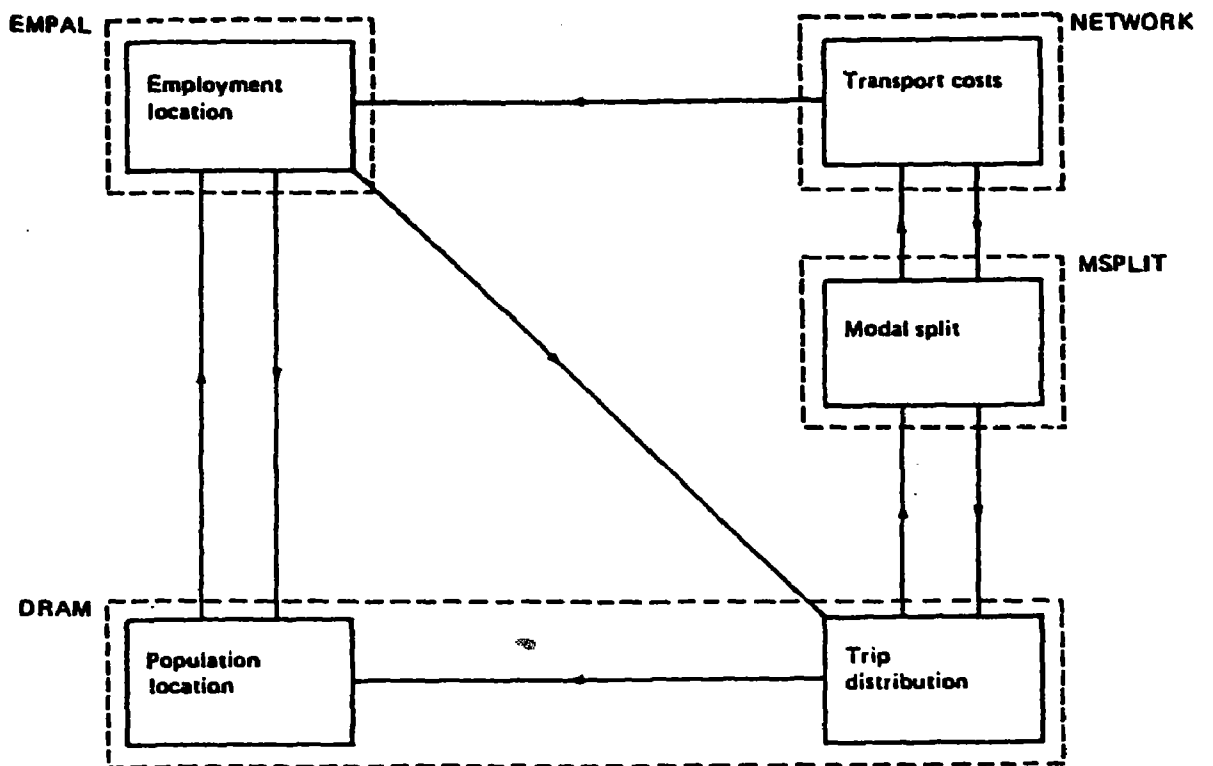 EMPAL
Employment
location
NETWORK
Transport costs
MSPLIT
Modal split
DRAM
Population
location
Trip
distribution